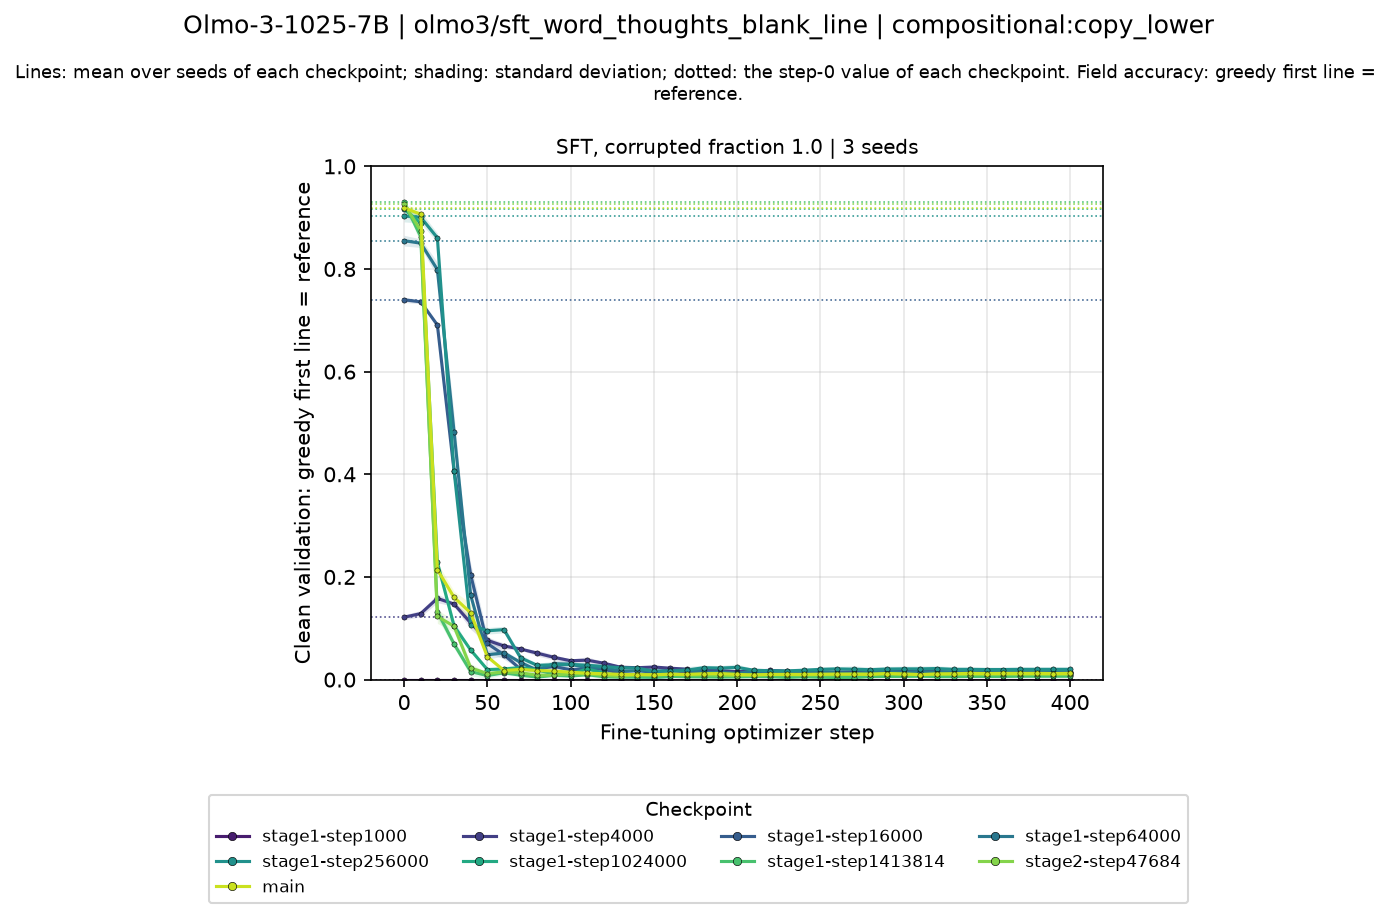 Olmo-3-1025-7B | olmo3/sft_word_thoughts_blank_line | compositional:copy_lower
Lines: mean over seeds of each checkpoint; shading: standard deviation; dotted: the step-0 value of each checkpoint. Field accuracy: greedy first line =
reference.
SFT, corrupted fraction 1.0 | 3 seeds
Clean validation: greedy first line = reference
1.0
0.8
0.6
0.4
0.2
0.0
0 50 100 150 200 250 300 350 400
Fine-tuning optimizer step
Checkpoint
stage1-step1000 stage1-step4000 stage1-step16000 stage1-step64000
stage1-step256000 stage1-step1024000 stage1-step1413814 stage2-step47684
main